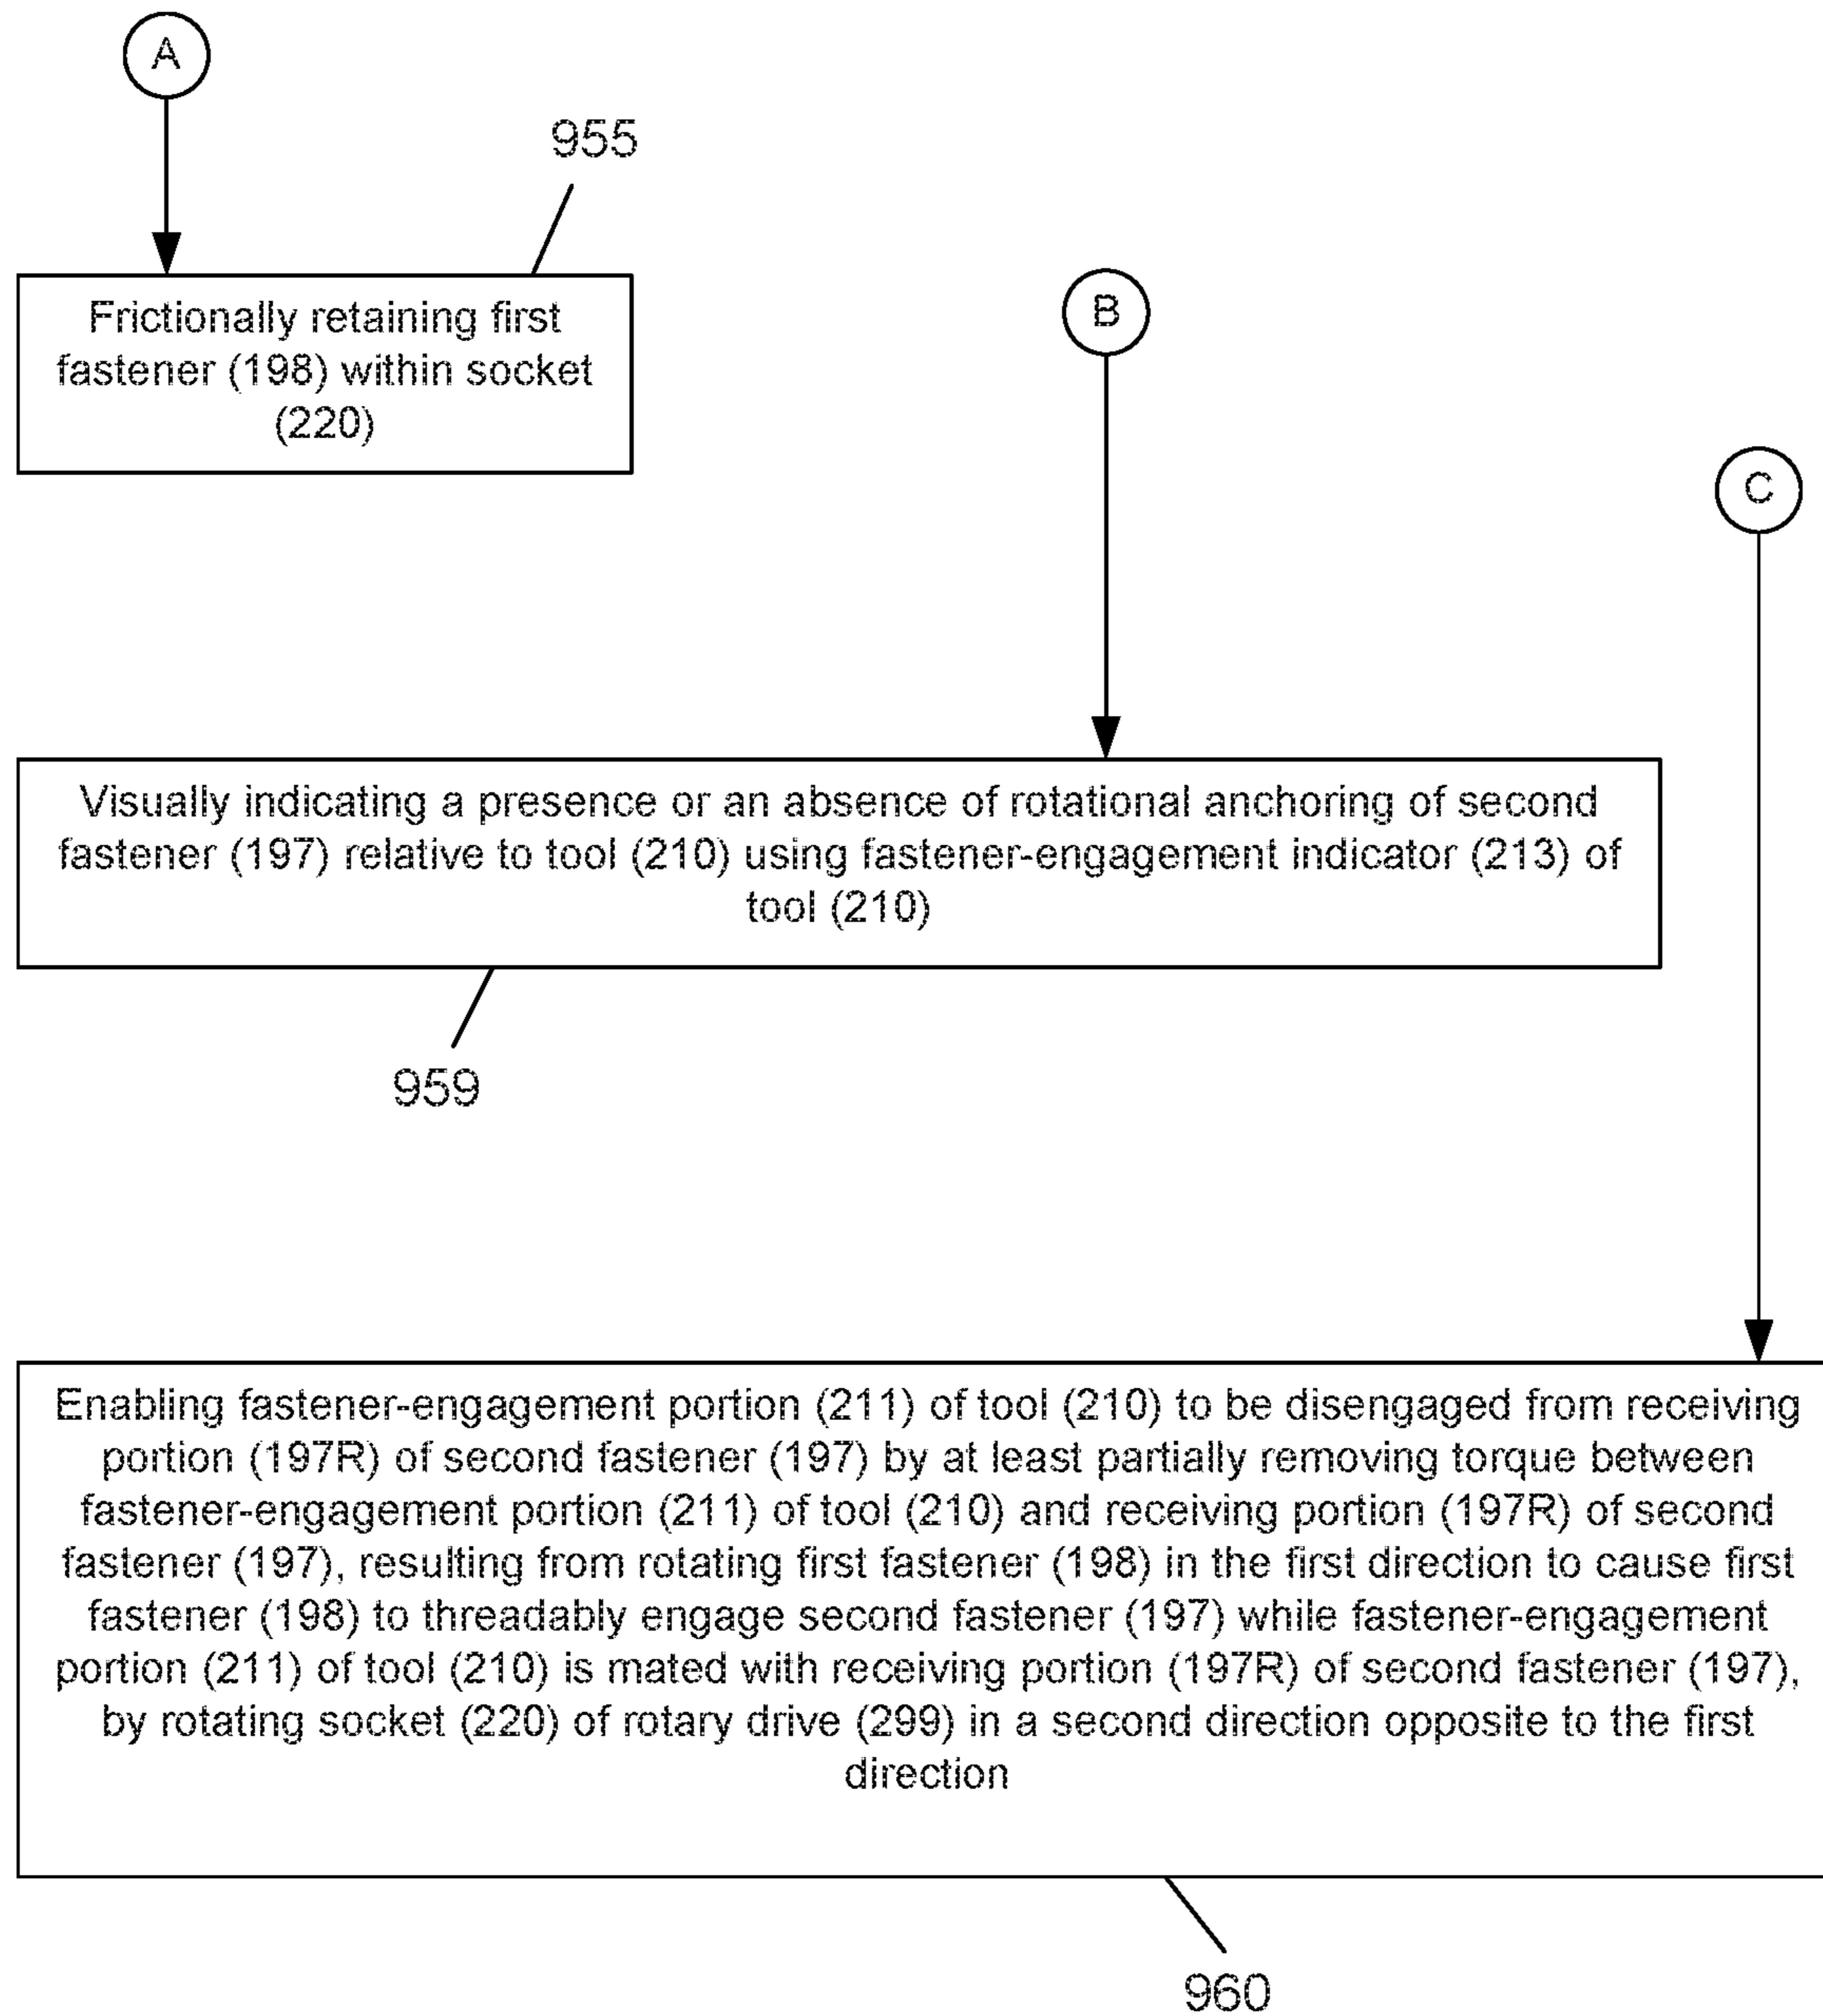 A
955
Frictionally retaining first
fastener (198) within socket
(220)
B
C
Visually indicating a presence or an absence of rotational anchoring of second
fastener (197) relative to tool (210) using fastener-engagement indicator (213) of
tool (210)
959
Enabling fastener-engagement portion (211) of tool (210) to be disengaged from receiving
portion (197R) of second fastener (197) by at least partially removing torque between
fastener-engagement portion (211) of tool (210) and receiving portion (197R) of second
fastener (197), resulting from rotating first fastener (198) in the first direction to cause first
fastener (198) to threadably engage second fastener (197) while fastener-engagement
portion (211) of tool (210) is mated with receiving portion (197R) of second fastener (197),
by rotating socket (220) of rotary drive (299) in a second direction opposite to the first
direction
960